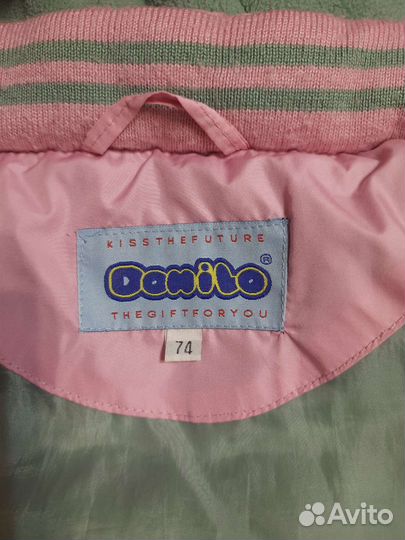 KISSTHEFUTURE
Danilo ®
THEGIFTFORYOU
74
Avito